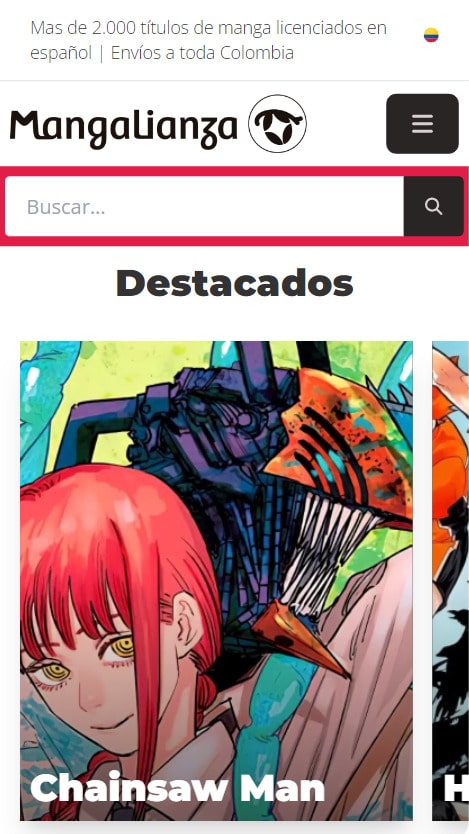 Mas de 2.000 títulos de manga licenciados en
español | Envíos a toda Colombia
MangaLianza
Buscar...
Destacados
Chainsaw Man
H